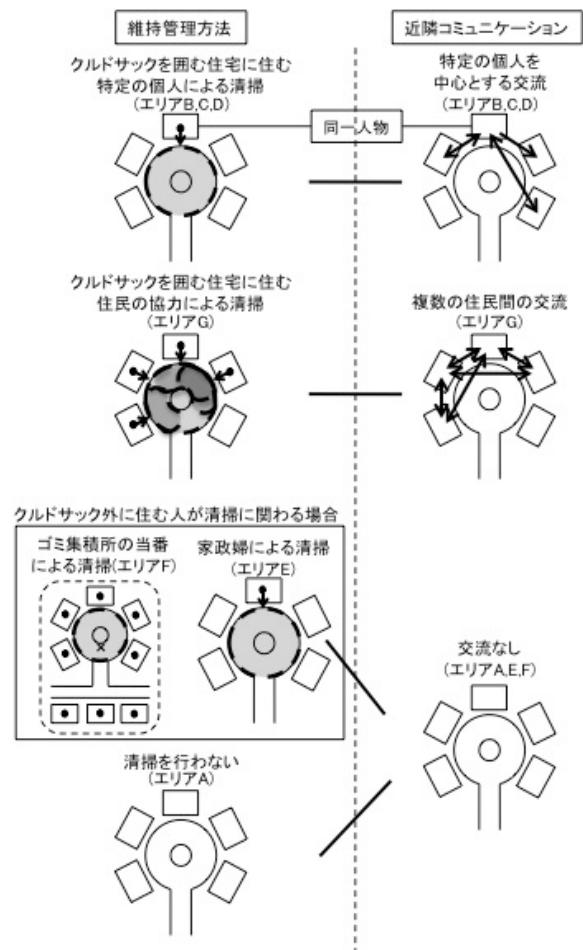 維持管理方法
近隣コミュニケーション
クルドサックを囲む住宅に住む
特定の個人による清掃
(エリアB,C,D)
特定の個人を
中心とする交流
(エリアB,C,D)
同一人物
クルドサックを囲む住宅に住む
住民の協力による清掃
(エリアG)
複数の住民間の交流
(エリアG)
クルドサック外に住む人が清掃に関わる場合
ゴミ集積所の当番
による清掃(エリアF)
家政婦による清掃
(エリアE)
交流なし
(エリアA,E,F)
清掃を行わない
(エリアA)